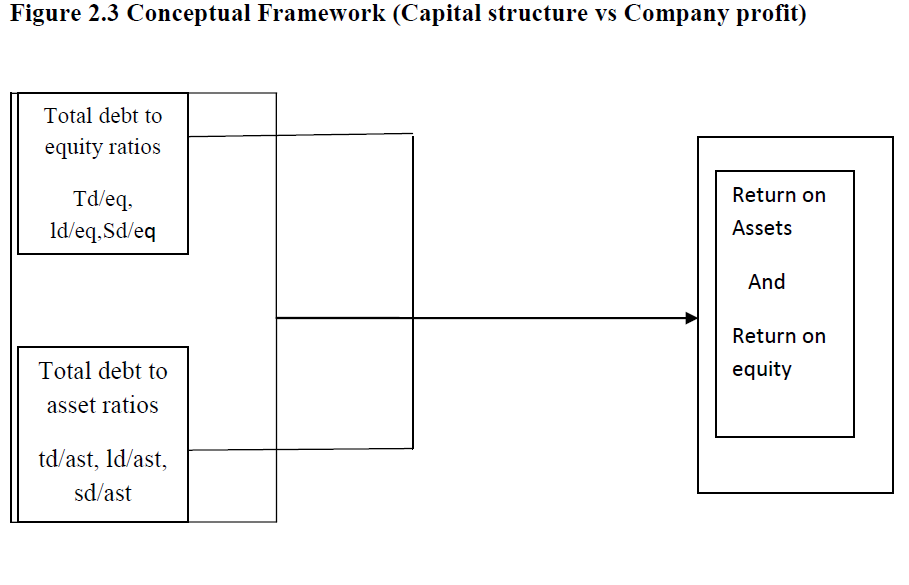 Figure 2.3 Conceptual Framework (Capital structure vs Company profit)
Total debt to
equity ratios
Td/eq,
ld/eq,Sd/eq
Total debt to
asset ratios
td/ast, ld/ast,
sd/ast
Return on
Assets
And
Return on
equity